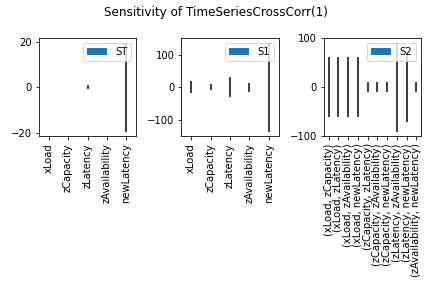 Sensitivity of TimeSeriesCrossCorr(1)
ST
20
0
−20
xLoad
zCapacity
zLatency
zAvailability
newLatency
S1
100
0
−100
xLoad
zCapacity
zLatency
zAvailability
newLatency
S2
100
0
−100
(xLoad, zCapacity)
(xLoad, zLatency)
(xLoad, zAvailability)
(xLoad, newLatency)
(zCapacity, zLatency)
(zCapacity, zAvailability)
(zCapacity, newLatency)
(zLatency, zAvailability)
(zLatency, newLatency)
(zAvailability, newLatency)